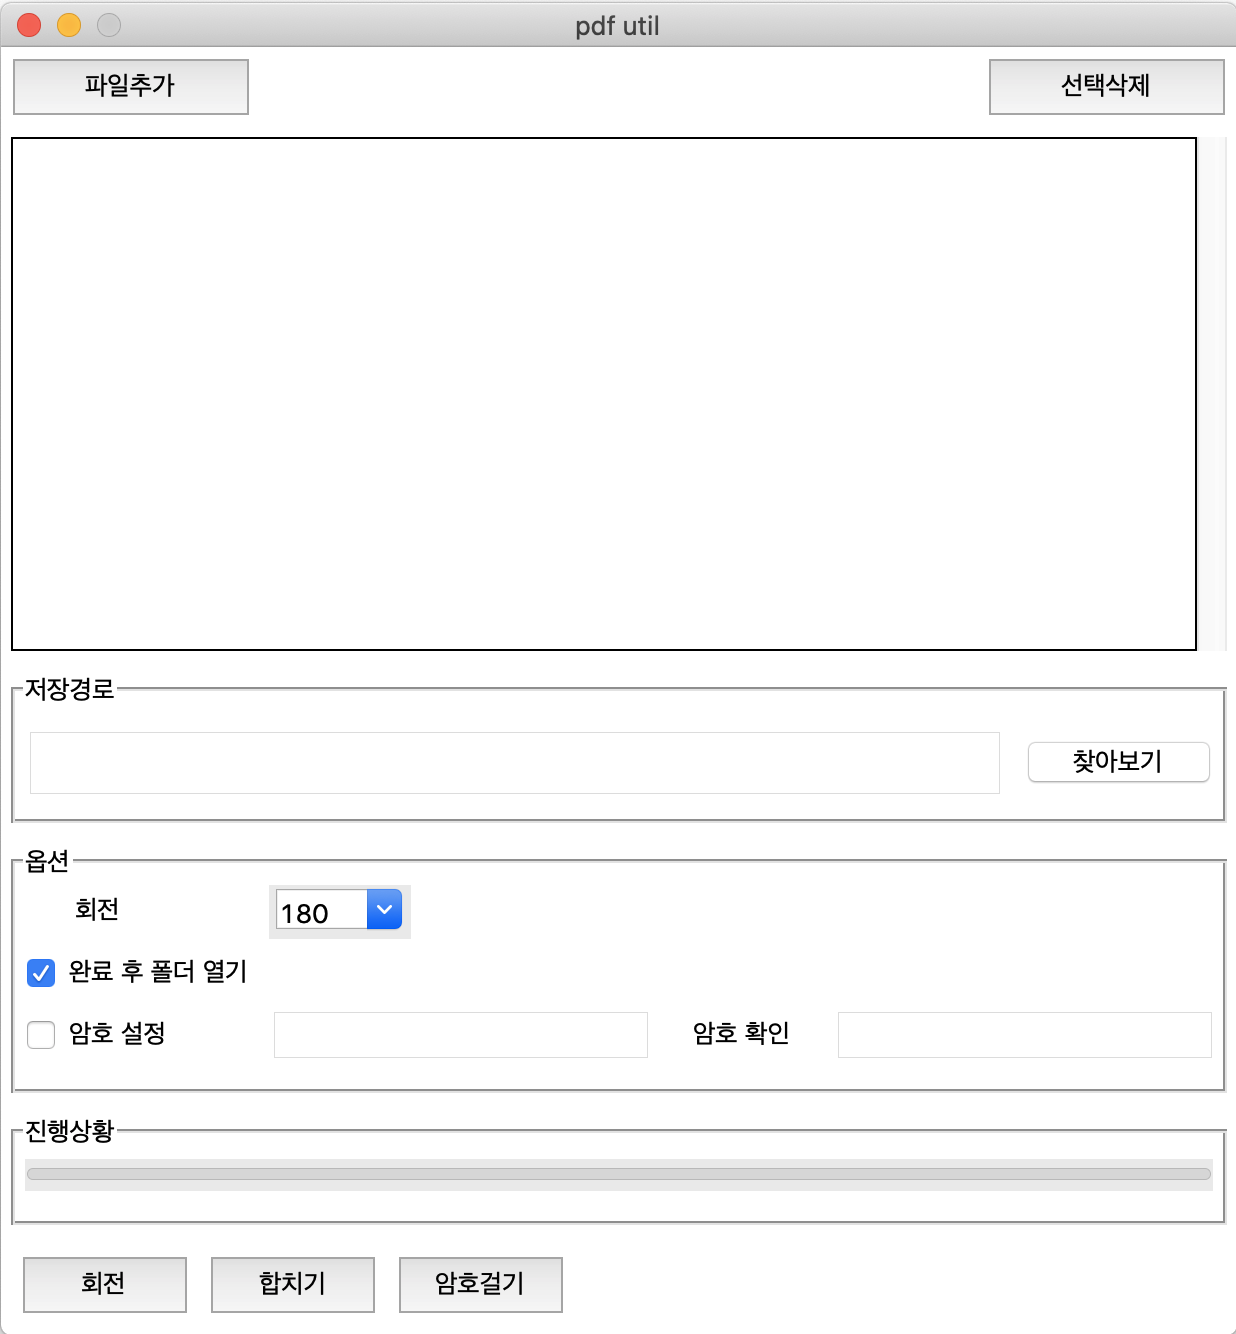 pdf util
파일추가 선택삭제
저장경로
찾아보기
옵션
회전 180
완료 후 폴더 열기
암호 설정 암호 확인
진행상황
회전 합치기 암호걸기